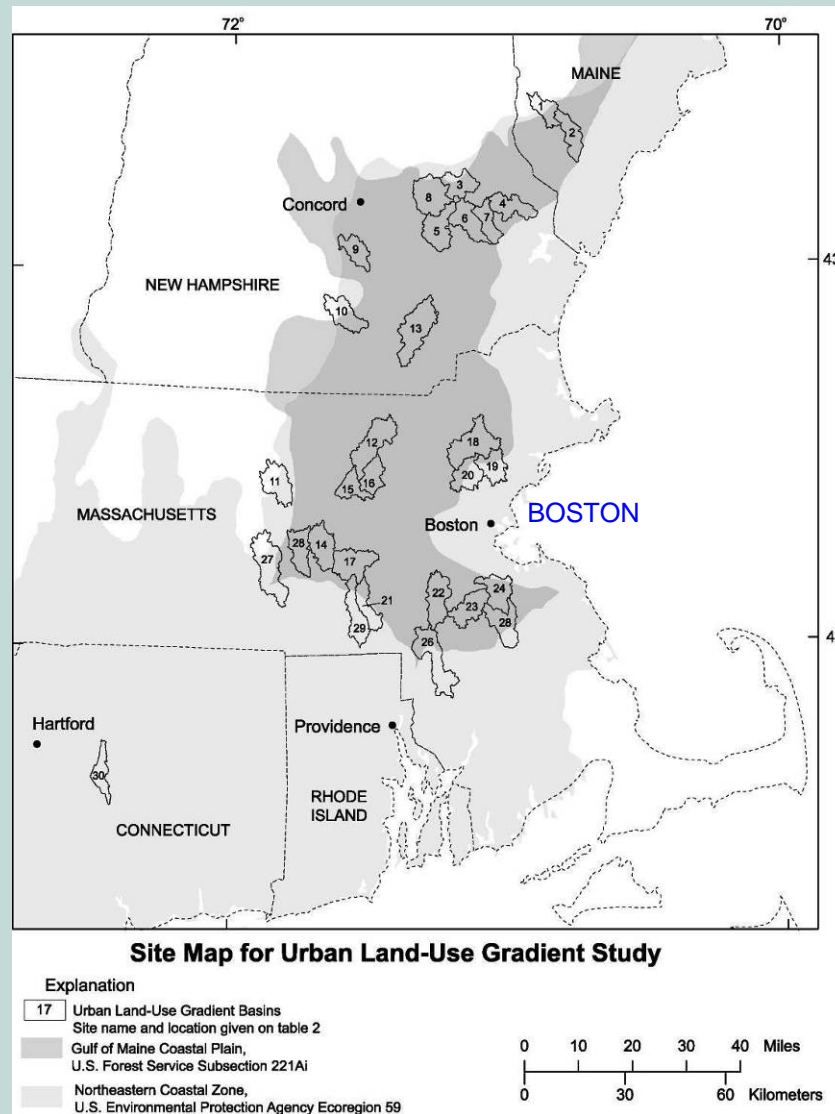 72°
70°
MAINE
1
2
3
8
4
Concord
6
7
5
9
43
NEW HAMPSHIRE
10
13
12
18
11
19
20
15
16
MASSACHUSETTS
Boston
BOSTON
28
14
27
17
24
22
21
23
29
28
26
4
Hartford
Providence
30
RHODE
ISLAND
CONNECTICUT
Site Map for Urban Land-Use Gradient Study
Explanation
17 Urban Land-Use Gradient Basins
Site name and location given on table 2
Gulf of Maine Coastal Plain,
U.S. Forest Service Subsection 221Ai
Northeastern Coastal Zone,
U.S. Environmental Protection Agency Ecoregion 59
0 10 20 30 40 Miles
0 30 60 Kilometers